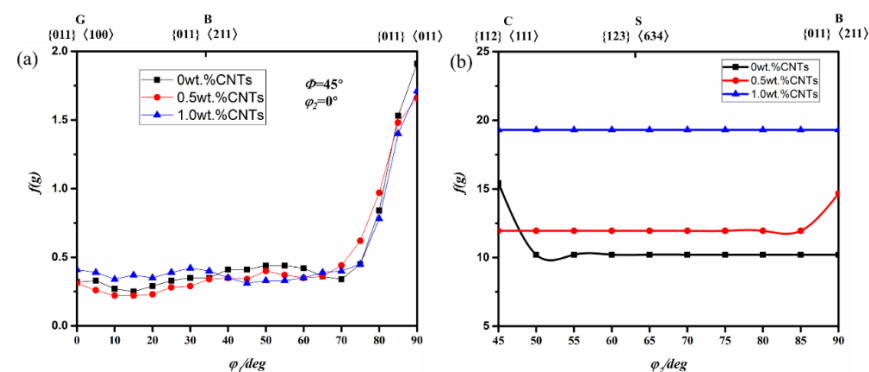 G
B
{011}〈100〉
{011}〈211〉
{011}〈011〉
(a)
0wt.%CNTs
0.5wt.%CNTs
1.0wt.%CNTs
Φ=45°
φ₂=0°
f(g)
2.0
1.5
1.0
0.5
0.0
0 10 20 30 40 50 60 70 80 90
φ₁/deg
C
S
B
{112}〈111〉
{123}〈634〉
{011}〈211〉
(b)
0wt.%CNTs
0.5wt.%CNTs
1.0wt.%CNTs
f(g)
25
20
15
10
5
45 50 55 60 65 70 75 80 85 90